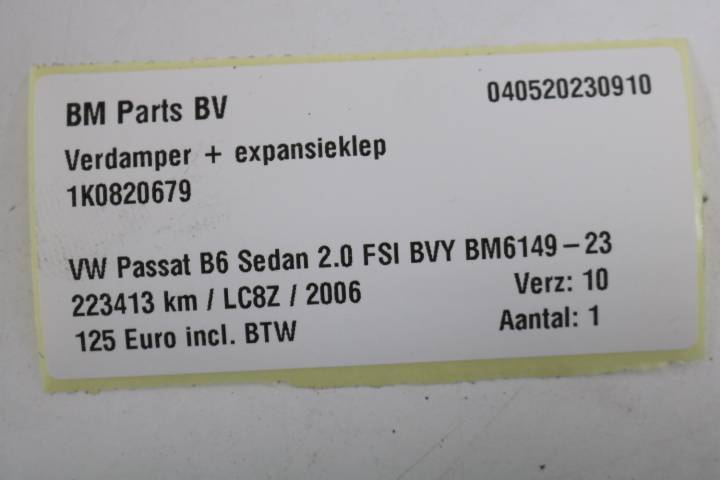 BM Parts BV 040520230910
Verdamper + expansieklep
1K0820679
VW Passat B6 Sedan 2.0 FSI BVY BM6149-23
223413 km / LC8Z / 2006 Verz: 10
125 Euro incl. BTW Aantal: 1